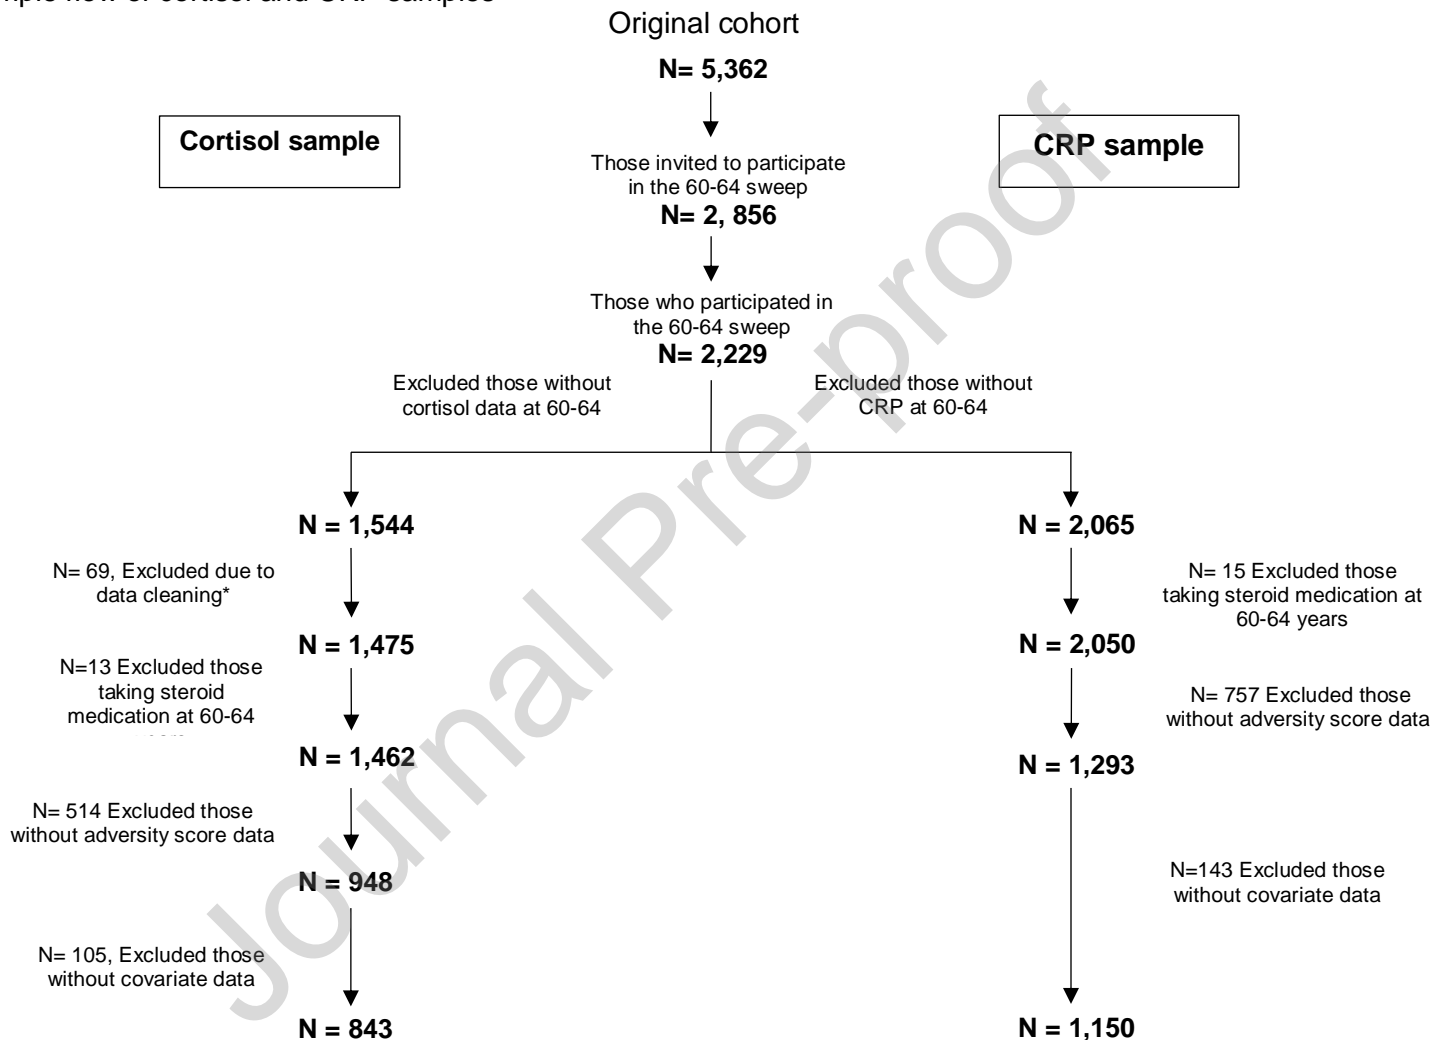 Original cohort
N= 5,362
Cortisol sample
CRP sample
Those invited to participate
in the 60-64 sweep
N= 2, 856
Those who participated in
the 60-64 sweep
N= 2,229
Excluded those without
cortisol data at 60-64
Excluded those without
CRP at 60-64
N = 1,544
N = 2,065
N= 69, Excluded due to
data cleaning*
N= 15 Excluded those
taking steroid medication at
60-64 years
N = 1,475
N = 2,050
N=13 Excluded those
taking steroid
medication at 60-64
N= 757 Excluded those
without adversity score data
N = 1,462
N = 1,293
N= 514 Excluded those
without adversity score data
N = 948
N=143 Excluded those
without covariate data
N= 105, Excluded those
without covariate data
N = 843
N = 1,150
Journal Pre-proof